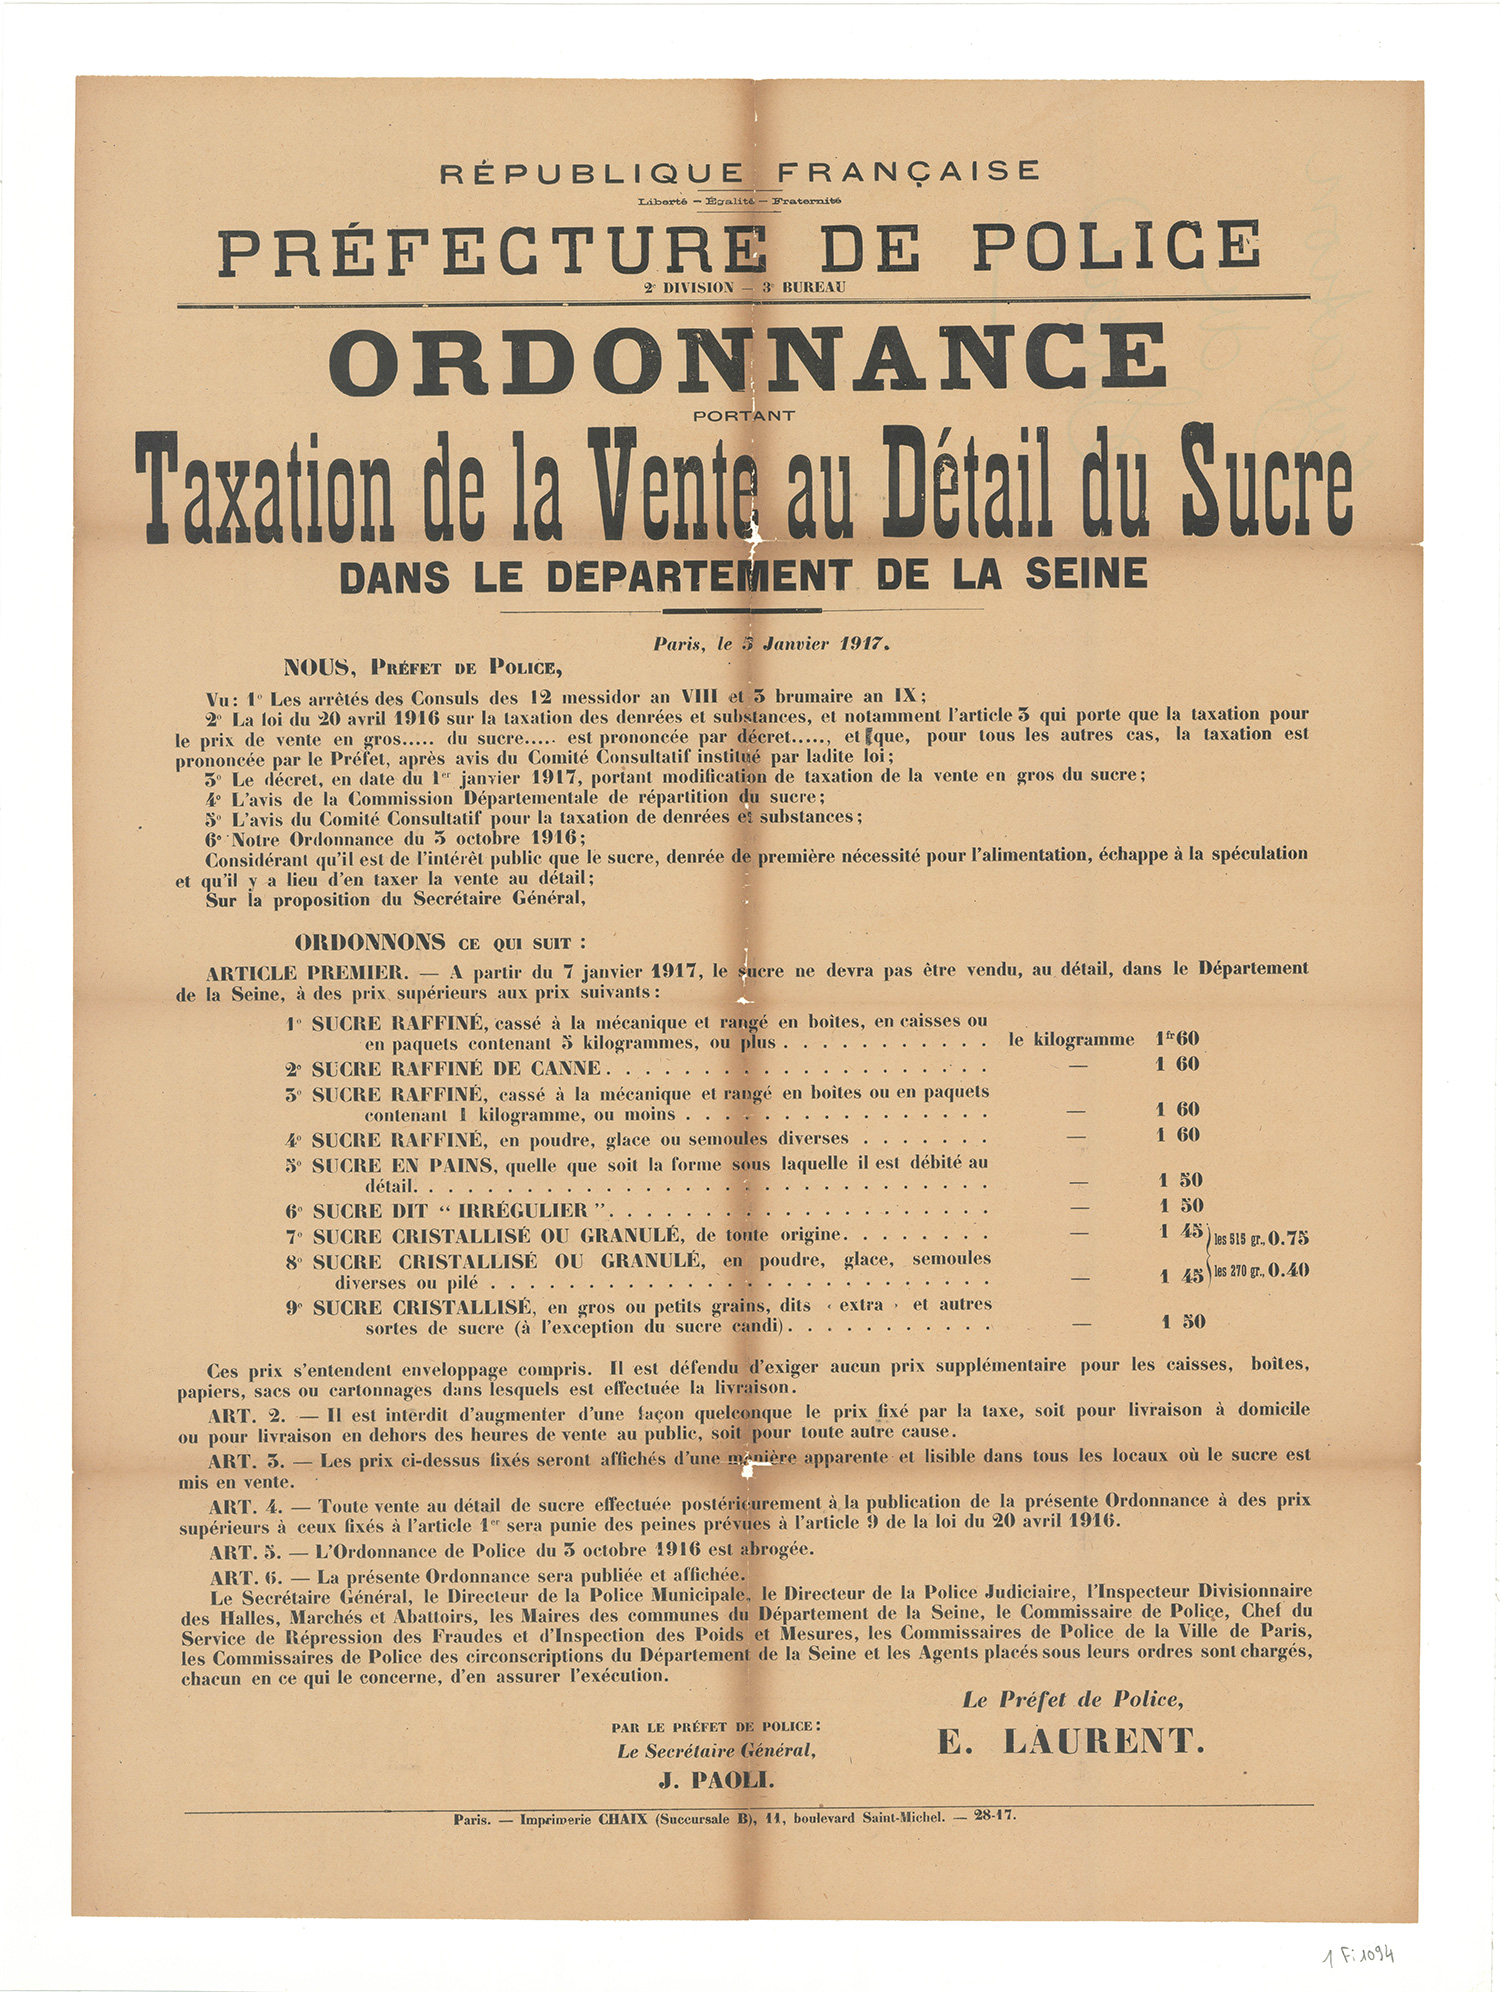 RÉPUBLIQUE FRANÇAISE
Liberté – Égalité – Fraternité
PRÉFECTURE DE POLICE
2e DIVISION – 3e BUREAU
ORDONNANCE
PORTANT
Taxation de la Vente au Détail du Sucre
DANS LE DEPARTEMENT DE LA SEINE
Paris, le 5 Janvier 1917.
NOUS, PRÉFET DE POLICE,
Vu: 1° Les arrêtés des Consuls des 12 messidor an VIII et 3 brumaire an IX;
2° La loi du 20 avril 1916 sur la taxation des denrées et substances, et notamment l'article 3 qui porte que la taxation pour
le prix de vente en gros..... du sucre..... est prononcée par décret....., et que, pour tous les autres cas, la taxation est
prononcée par le Préfet, après avis du Comité Consultatif institué par ladite loi;
3° Le décret, en date du 1er janvier 1917, portant modification de taxation de la vente en gros du sucre;
4° L'avis de la Commission Départementale de répartition du sucre;
5° L'avis du Comité Consultatif pour la taxation de denrées et substances;
6° Notre Ordonnance du 3 octobre 1916;
Considérant qu'il est de l'intérêt public que le sucre, denrée de première nécessité pour l'alimentation, échappe à la spéculation
et qu'il y a lieu d'en taxer la vente au détail;
Sur la proposition du Secrétaire Général,
ORDONNONS CE QUI SUIT :
ARTICLE PREMIER. — A partir du 7 janvier 1917, le sucre ne devra pas être vendu, au détail, dans le Département
de la Seine, à des prix supérieurs aux prix suivants:
1° SUCRE RAFFINÉ, cassé à la mécanique et rangé en boîtes, en caisses ou
en paquets contenant 5 kilogrammes, ou plus . . . . . . . . . . . le kilogramme 1fr60
2° SUCRE RAFFINÉ DE CANNE. . . . . . . . . . . . . . . . . . . . — 1 60
3° SUCRE RAFFINÉ, cassé à la mécanique et rangé en boîtes ou en paquets
contenant 1 kilogramme, ou moins . . . . . . . . . . . . . . . . — 1 60
4° SUCRE RAFFINÉ, en poudre, glace ou semoules diverses . . . . . . . — 1 60
5° SUCRE EN PAINS, quelle que soit la forme sous laquelle il est débité au
détail. . . . . . . . . . . . . . . . . . . . . . . . . . . . . . — 1 50
6° SUCRE DIT “ IRRÉGULIER ”. . . . . . . . . . . . . . . . . . . . — 1 50
7° SUCRE CRISTALLISÉ OU GRANULÉ, de toute origine. . . . . . . . — 1 45 les 515 gr., 0.75
8° SUCRE CRISTALLISÉ OU GRANULÉ, en poudre, glace, semoules
diverses ou pilé . . . . . . . . . . . . . . . . . . . . . . . . . — 1 45 les 270 gr., 0.40
9° SUCRE CRISTALLISÉ, en gros ou petits grains, dits ‹ extra › et autres
sortes de sucre (à l'exception du sucre candi). . . . . . . . . . . — 1 50
Ces prix s'entendent enveloppage compris. Il est défendu d'exiger aucun prix supplémentaire pour les caisses, boîtes,
papiers, sacs ou cartonnages dans lesquels est effectuée la livraison.
ART. 2. — Il est interdit d'augmenter d'une façon quelconque le prix fixé par la taxe, soit pour livraison à domicile
ou pour livraison en dehors des heures de vente au public, soit pour toute autre cause.
ART. 3. — Les prix ci-dessus fixés seront affichés d'une manière apparente et lisible dans tous les locaux où le sucre est
mis en vente.
ART. 4. — Toute vente au détail de sucre effectuée postérieurement à la publication de la présente Ordonnance à des prix
supérieurs à ceux fixés à l'article 1er sera punie des peines prévues à l'article 9 de la loi du 20 avril 1916.
ART. 5. — L'Ordonnance de Police du 3 octobre 1916 est abrogée.
ART. 6. — La présente Ordonnance sera publiée et affichée.
Le Secrétaire Général, le Directeur de la Police Municipale, le Directeur de la Police Judiciaire, l'Inspecteur Divisionnaire
des Halles, Marchés et Abattoirs, les Maires des communes du Département de la Seine, le Commissaire de Police, Chef du
Service de Répression des Fraudes et d'Inspection des Poids et Mesures, les Commissaires de Police de la Ville de Paris,
les Commissaires de Police des circonscriptions du Département de la Seine et les Agents placés sous leurs ordres sont chargés,
chacun en ce qui le concerne, d'en assurer l'exécution.
Le Préfet de Police,
E. LAURENT.
PAR LE PRÉFET DE POLICE:
Le Secrétaire Général,
J. PAOLI.
Paris. — Imprimerie CHAIX (Succursale B), 11, boulevard Saint-Michel. — 28-17.
1 Fi 1094